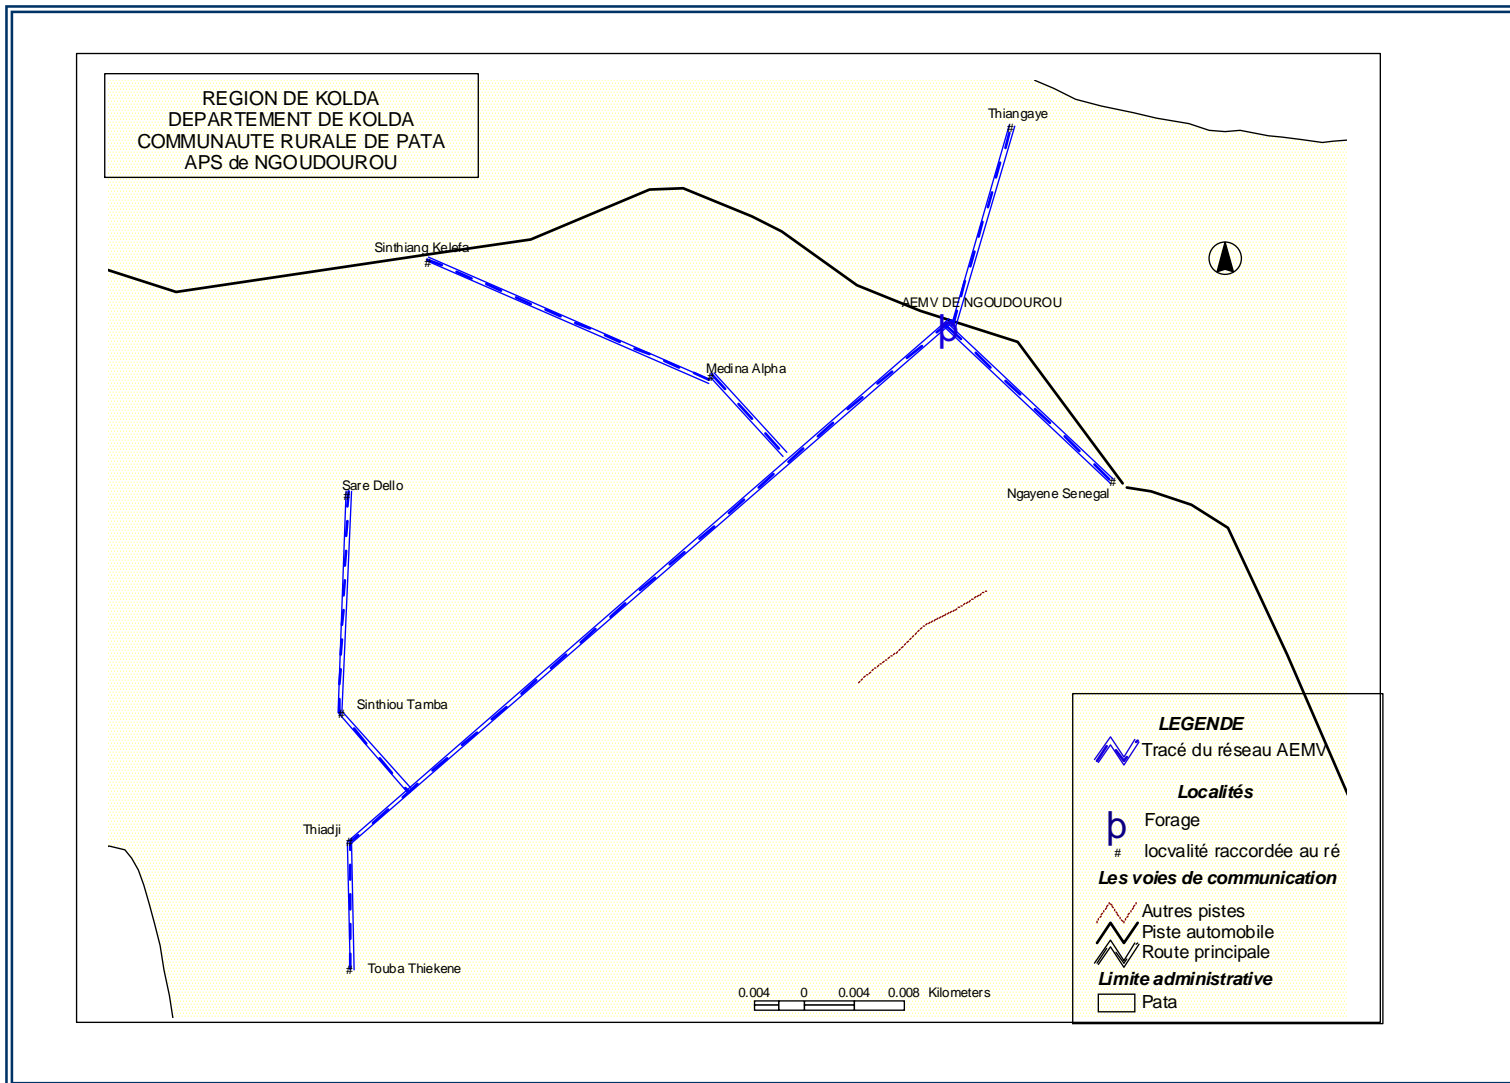 REGION DE KOLDA
DEPARTEMENT DE KOLDA
COMMUNAUTE RURALE DE PATA
APS de NGOUDOUROU
Thiangaye
Sinthiang Kelefa
AEMV DE NGOUDOUROU
Medina Alpha
Sare Dello
Ngayene Senegal
Sinthiou Tamba
Thiadji
Touba Thiekene
0.004 0 0.004 0.008 Kilometers
LEGENDE
Tracé du réseau AEMV
Localités
þ Forage
# locvalité raccordée au ré
Les voies de communication
Autres pistes
Piste automobile
Route principale
Limite administrative
Pata